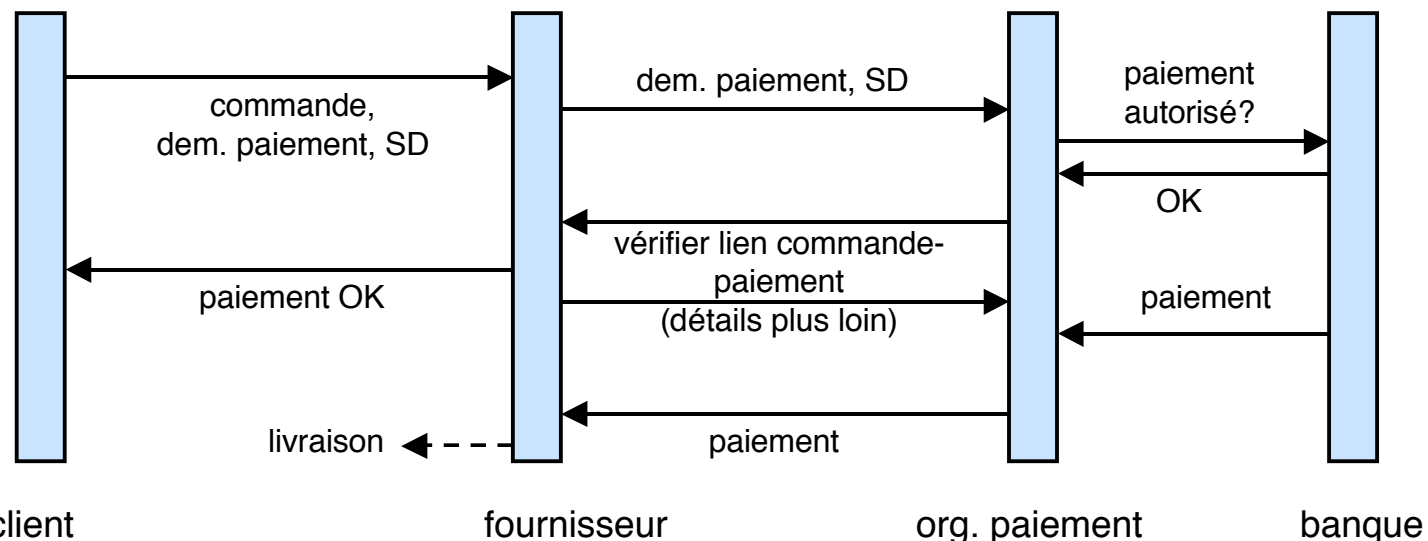 commande,
dem. paiement, SD
dem. paiement, SD
paiement
autorisé?
OK
vérifier lien commande-
paiement
(détails plus loin)
paiement OK
paiement
paiement
livraison
client
fournisseur
org. paiement
banque